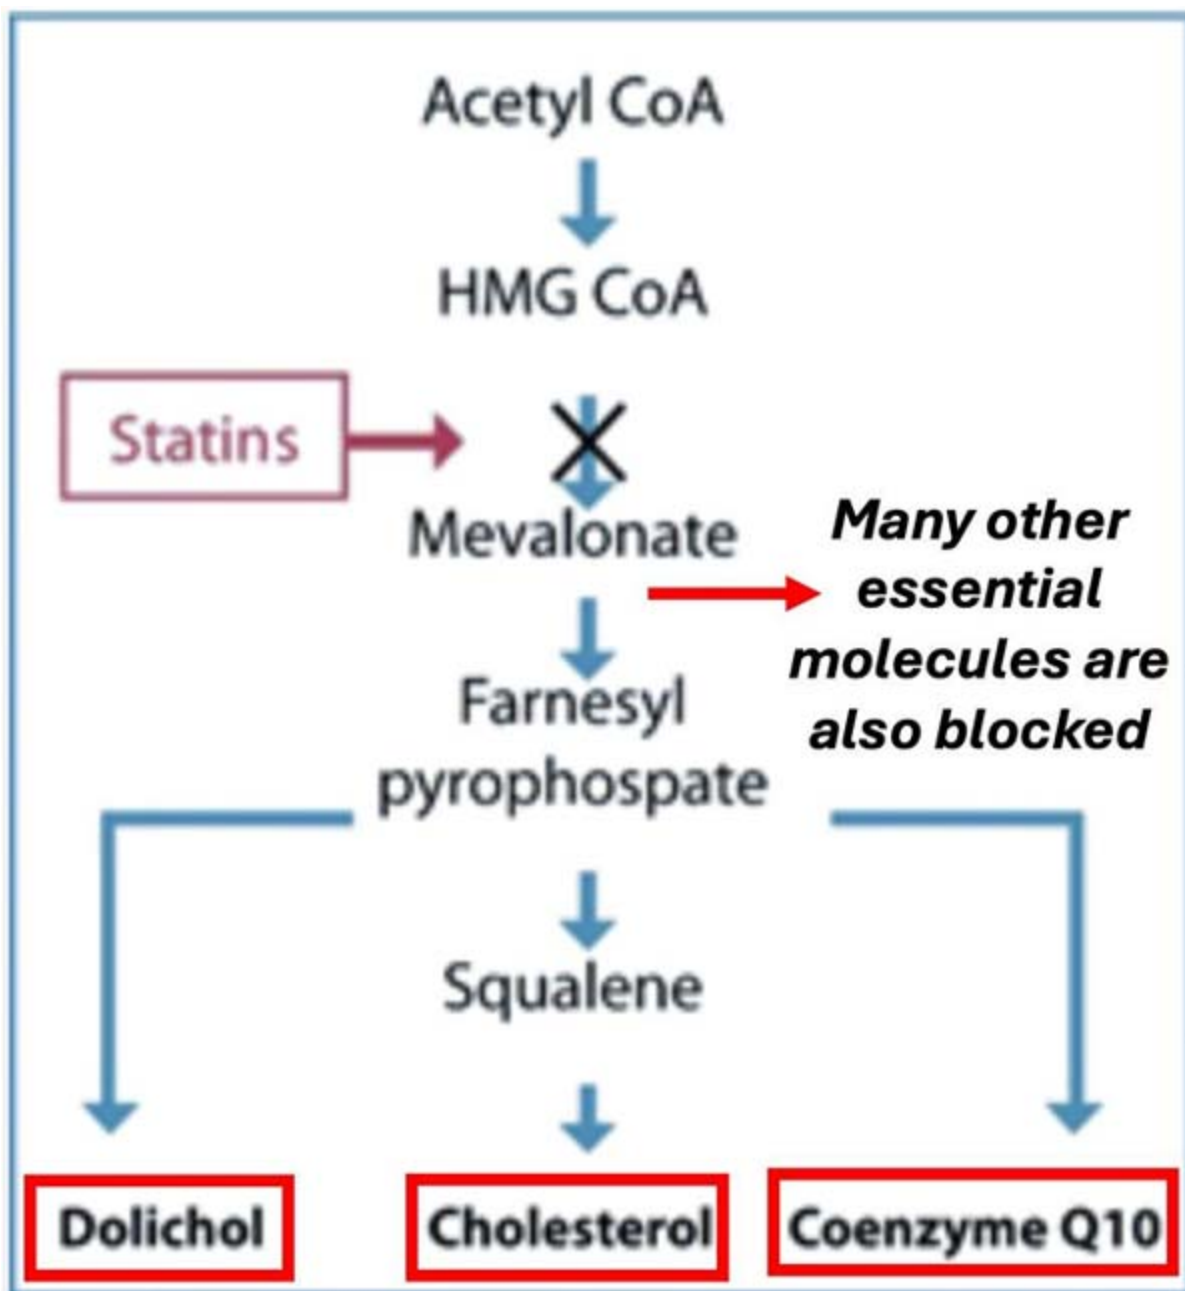 Acetyl CoA
HMG CoA
Statins
Mevalonate
Many other
essential
molecules are
also blocked
Farnesyl
pyrophospate
Squalene
Dolichol
Cholesterol
Coenzyme Q10